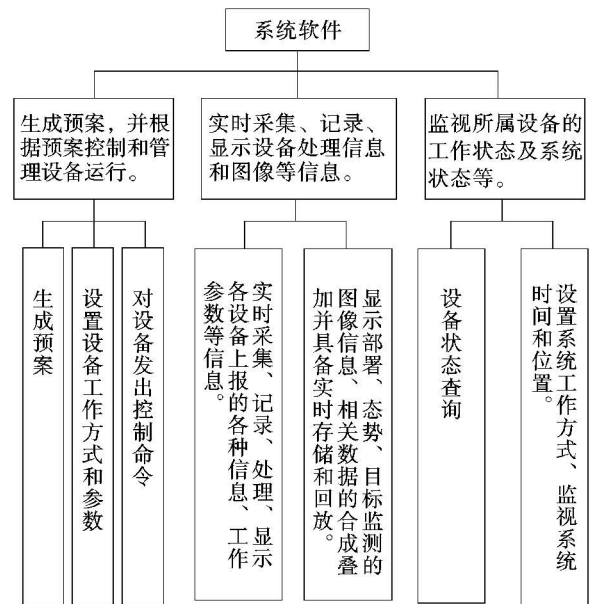 系统软件
生成预案，并根
据预案控制和管
理设备运行。
实时采集、记录、
显示设备处理信息
和图像等信息。
监视所属设备的
工作状态及系统
状态等。
生成预案
设置设备工作方式和参数
对设备发出控制命令
实时采集、记录、处理、显示
各设备上报的各种信息、工作
参数等信息。
显示部署、态势、目标监测的
图像信息、相关数据的合成叠
加并具备实时存储和回放。
设备状态查询
设置系统工作方式、监视系统
时间和位置。